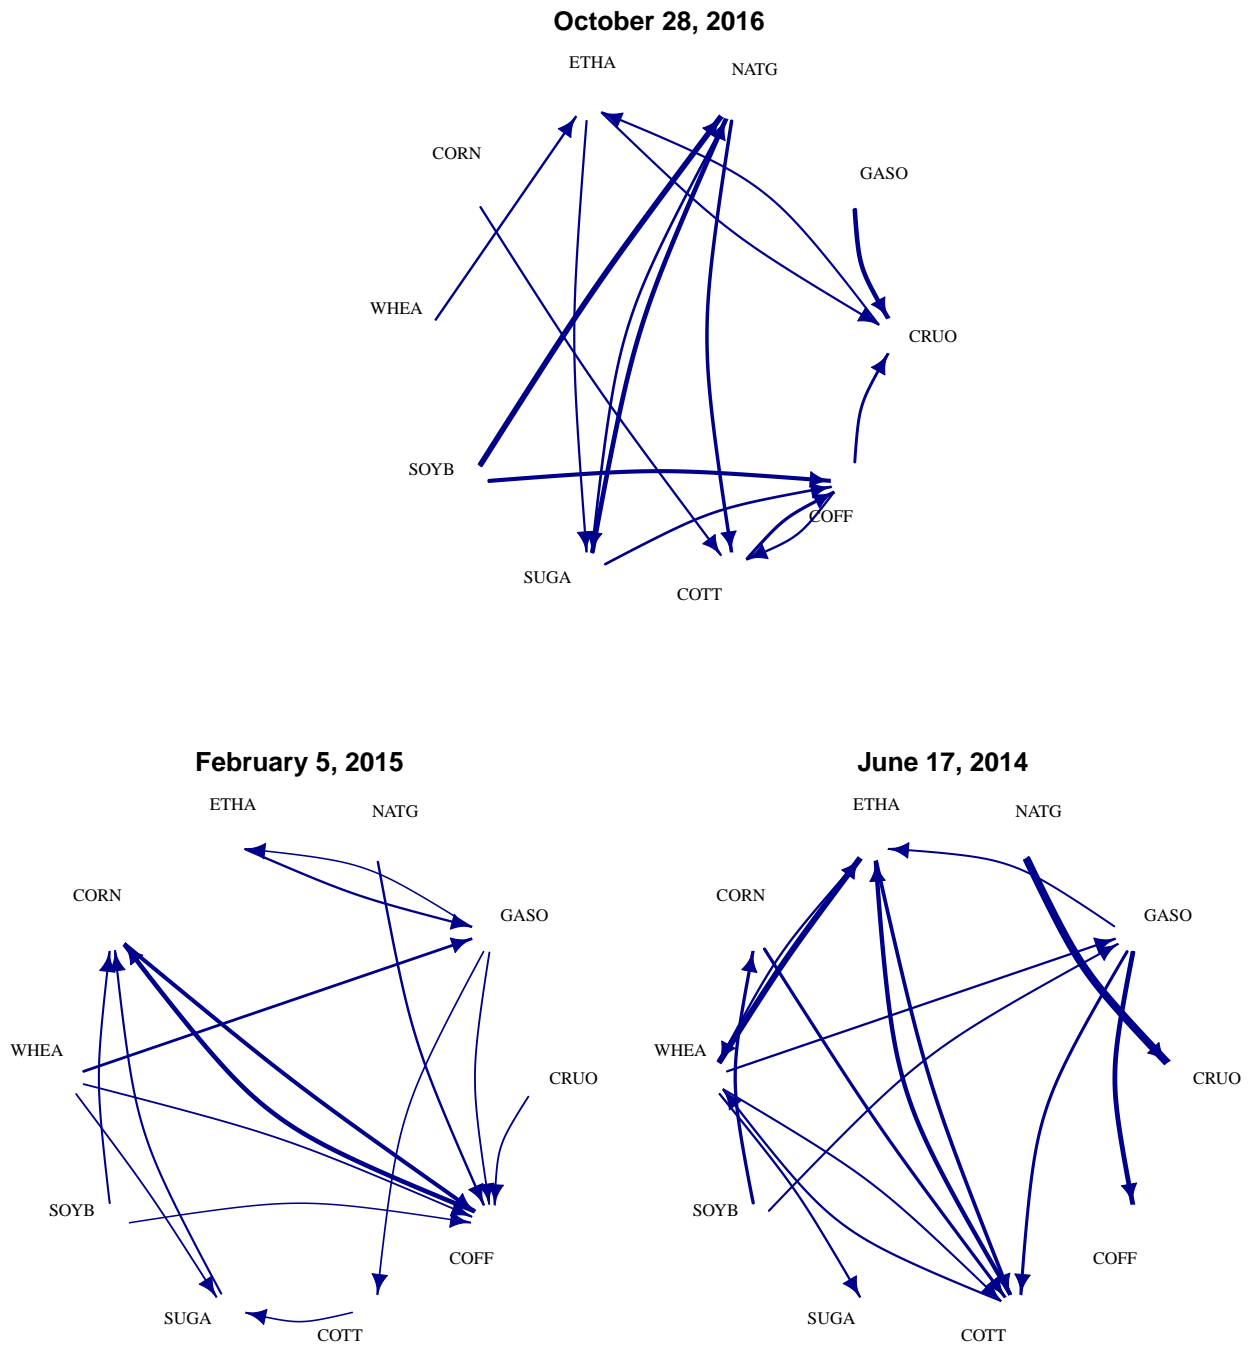 October 28, 2016
ETHA
NATG
CORN
GASO
WHEA
CRUO
SOYB
COFF
SUGA
COTT
February 5, 2015
ETHA
NATG
CORN
GASO
WHEA
CRUO
SOYB
COFF
SUGA
COTT
June 17, 2014
ETHA
NATG
CORN
GASO
WHEA
CRUO
SOYB
COFF
SUGA
COTT